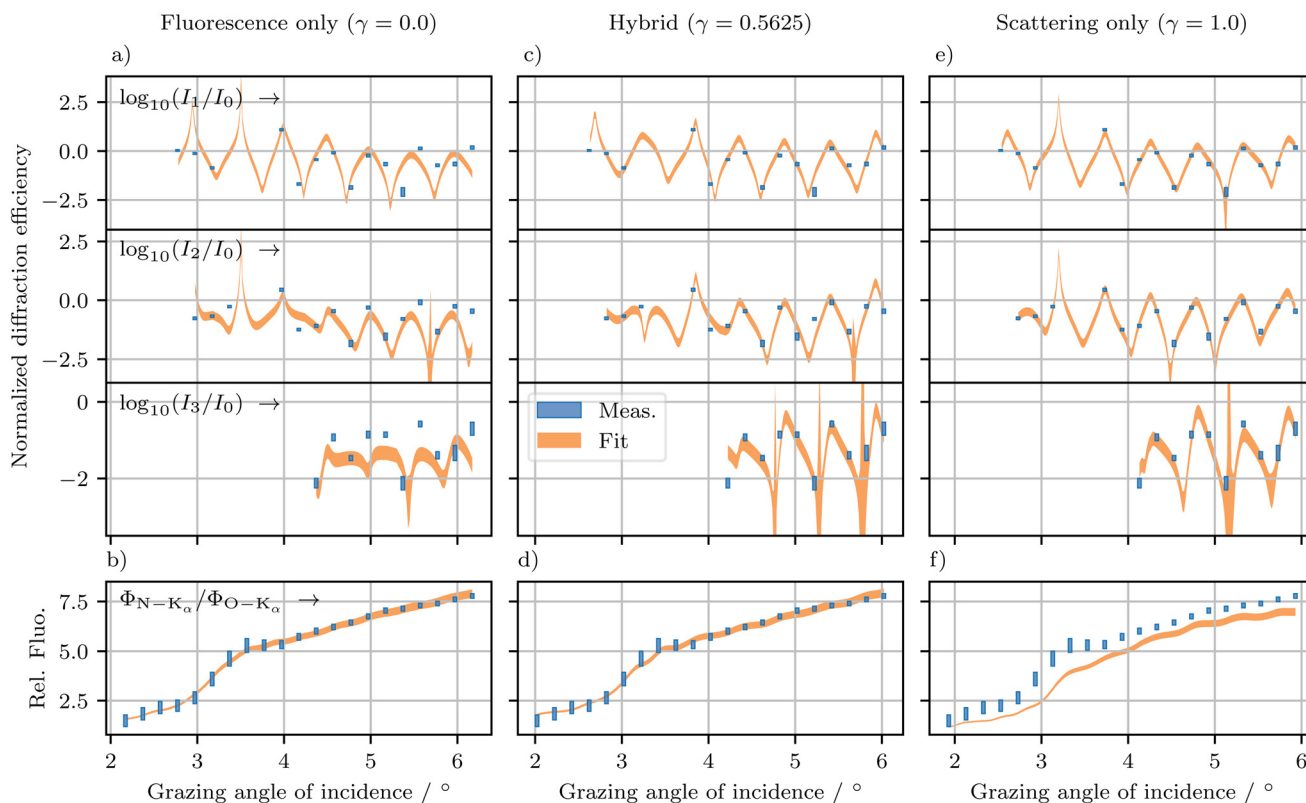 Fluorescence only (γ = 0.0)
Hybrid (γ = 0.5625)
Scattering only (γ = 1.0)
a)
c)
e)
Normalized diffraction efficiency
log₁₀(I₁/I₀) →
2.5
0.0
−2.5
log₁₀(I₂/I₀) →
2.5
0.0
−2.5
log₁₀(I₃/I₀) →
0
−2
Meas.
Fit
b)
d)
f)
Rel. Fluo.
Φ_{N−K_α}/Φ_{O−K_α} →
7.5
5.0
2.5
2 3 4 5 6
2 3 4 5 6
2 3 4 5 6
Grazing angle of incidence / °
Grazing angle of incidence / °
Grazing angle of incidence / °